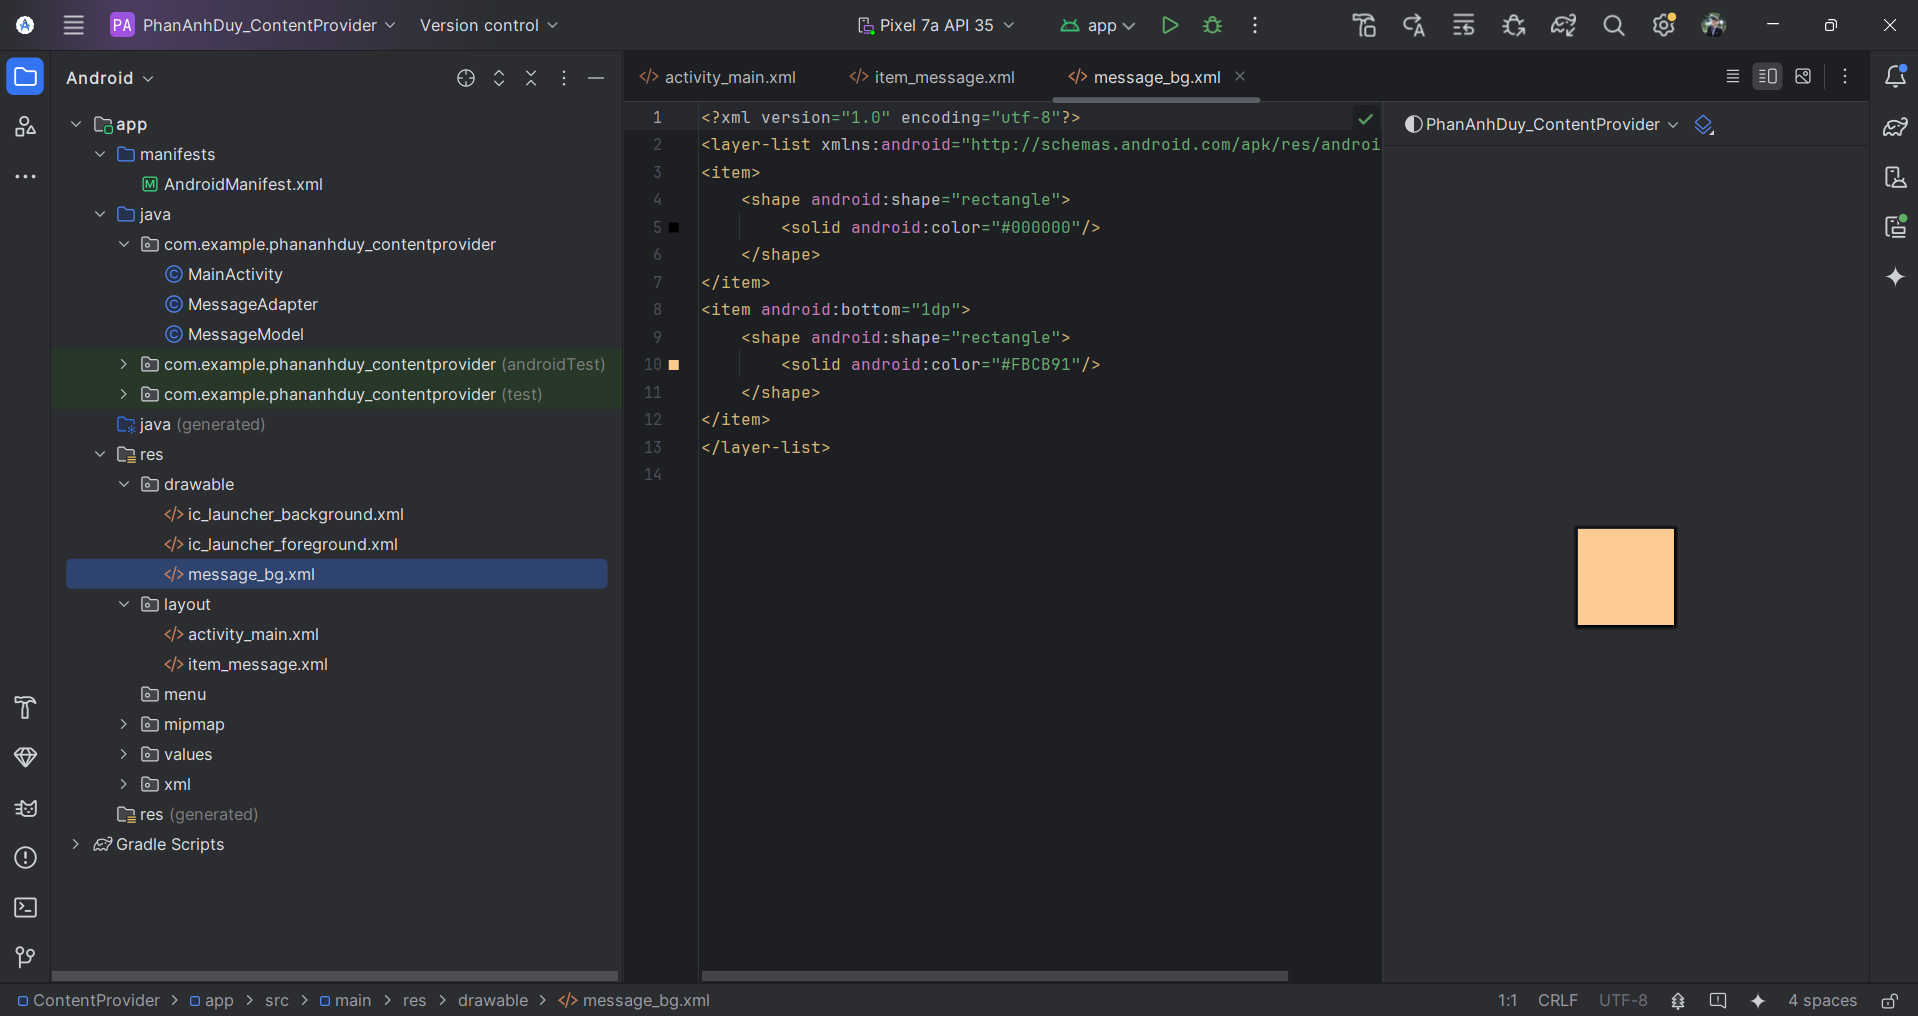 PA PhanAnhDuy_ContentProvider Version control Pixel 7a API 35 app
Android
app
manifests
M AndroidManifest.xml
java
com.example.phananhduy_contentprovider
C MainActivity
C MessageAdapter
C MessageModel
com.example.phananhduy_contentprovider (androidTest)
com.example.phananhduy_contentprovider (test)
java (generated)
res
drawable
</> ic_launcher_background.xml
</> ic_launcher_foreground.xml
</> message_bg.xml
layout
</> activity_main.xml
</> item_message.xml
menu
mipmap
values
xml
res (generated)
Gradle Scripts
</> activity_main.xml </> item_message.xml </> message_bg.xml
1 <?xml version="1.0" encoding="utf-8"?>
2 <layer-list xmlns:android="http://schemas.android.com/apk/res/androi
3 <item>
4 <shape android:shape="rectangle">
5 <solid android:color="#000000"/>
6 </shape>
7 </item>
8 <item android:bottom="1dp">
9 <shape android:shape="rectangle">
10 <solid android:color="#FBCB91"/>
11 </shape>
12 </item>
13 </layer-list>
14
PhanAnhDuy_ContentProvider
ContentProvider > app > src > main > res > drawable > </> message_bg.xml
1:1 CRLF UTF-8 4 spaces